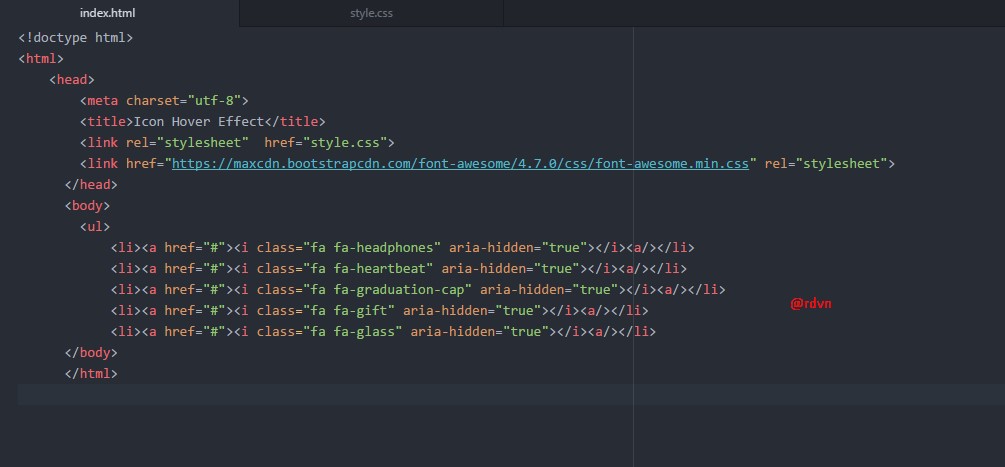 index.html style.css
<!doctype html>
<html>
<head>
<meta charset="utf-8">
<title>Icon Hover Effect</title>
<link rel="stylesheet"  href="style.css">
<link href="https://maxcdn.bootstrapcdn.com/font-awesome/4.7.0/css/font-awesome.min.css" rel="stylesheet">
</head>
<body>
<ul>
<li><a href="#"><i class="fa fa-headphones" aria-hidden="true"></i><a/></li>
<li><a href="#"><i class="fa fa-heartbeat" aria-hidden="true"></i><a/></li>
<li><a href="#"><i class="fa fa-graduation-cap" aria-hidden="true"></i><a/></li>
@rdvn
<li><a href="#"><i class="fa fa-gift" aria-hidden="true"></i><a/></li>
<li><a href="#"><i class="fa fa-glass" aria-hidden="true"></i><a/></li>
</body>
</html>